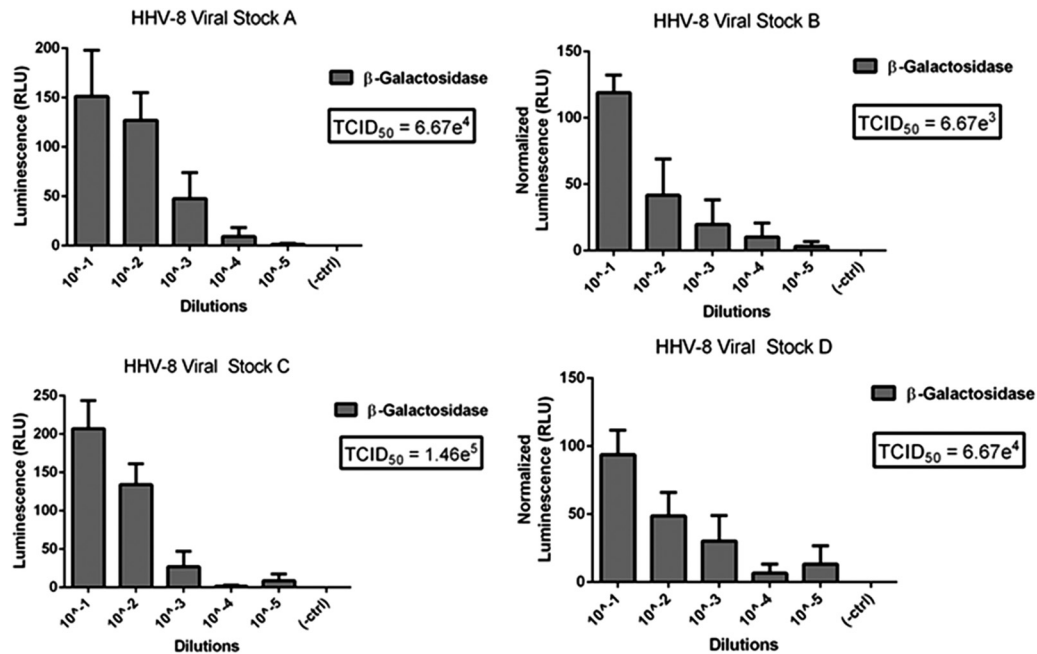 HHV-8 Viral Stock A
200
150
100
50
0
Luminescence (RLU)
10^-1
10^-2
10^-3
10^-4
10^-5
(-ctrl)
Dilutions
β-Galactosidase
TCID50 = 6.67e4
HHV-8 Viral Stock B
150
100
50
0
Normalized
Luminescence (RLU)
10^-1
10^-2
10^-3
10^-4
10^-5
(-ctrl)
Dilutions
β-Galactosidase
TCID50 = 6.67e3
HHV-8 Viral Stock C
250
200
150
100
50
0
Luminescence (RLU)
10^-1
10^-2
10^-3
10^-4
10^-5
(-ctrl)
Dilutions
β-Galactosidase
TCID50 = 1.46e5
HHV-8 Viral Stock D
150
100
50
0
Normalized
Luminescence (RLU)
10^-1
10^-2
10^-3
10^-4
10^-5
(-ctrl)
Dilutions
β-Galactosidase
TCID50 = 6.67e4